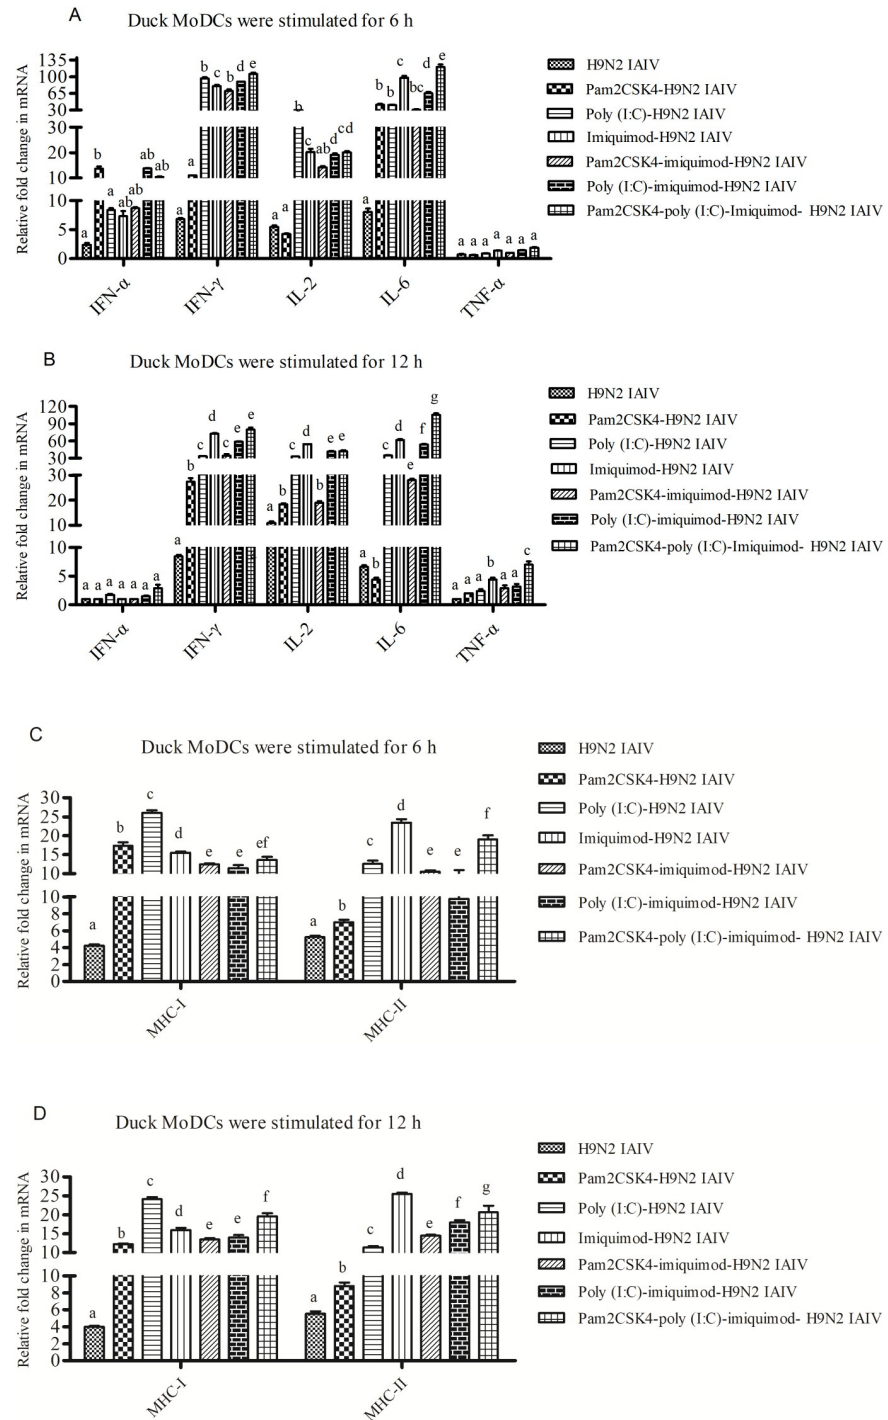 A
Duck MoDCs were stimulated for 6 h
Relative fold change in mRNA
135
100
65
30
30
20
10
10
5
0
a b a ab ab ab ab
a b c b d e
a a b c ab d cd
a b b c bc d e
a a a a a a a
IFN-α IFN-γ IL-2 IL-6 TNF-α
H9N2 IAIV
Pam2CSK4-H9N2 IAIV
Poly (I:C)-H9N2 IAIV
Imiquimod-H9N2 IAIV
Pam2CSK4-imiquimod-H9N2 IAIV
Poly (I:C)-imiquimod-H9N2 IAIV
Pam2CSK4-poly (I:C)-Imiquimod- H9N2 IAIV
B
Duck MoDCs were stimulated for 12 h
Relative fold change in mRNA
120
90
60
30
30
20
10
10
5
0
a a a a a a a
a b c d c e e
a b c d b e e
a b c d e f g
a a a b a a c
IFN-α IFN-γ IL-2 IL-6 TNF-α
H9N2 IAIV
Pam2CSK4-H9N2 IAIV
Poly (I:C)-H9N2 IAIV
Imiquimod-H9N2 IAIV
Pam2CSK4-imiquimod-H9N2 IAIV
Poly (I:C)-imiquimod-H9N2 IAIV
Pam2CSK4-poly (I:C)-Imiquimod- H9N2 IAIV
C
Duck MoDCs were stimulated for 6 h
Relative fold change in mRNA
30
25
20
15
10
10
8
6
4
2
0
a b c d e e ef
a b c d e e f
MHC-I MHC-II
H9N2 IAIV
Pam2CSK4-H9N2 IAIV
Poly (I:C)-H9N2 IAIV
Imiquimod-H9N2 IAIV
Pam2CSK4-imiquimod-H9N2 IAIV
Poly (I:C)-imiquimod-H9N2 IAIV
Pam2CSK4-poly (I:C)-imiquimod- H9N2 IAIV
D
Duck MoDCs were stimulated for 12 h
Relative fold change in mRNA
30
25
20
15
10
10
8
6
4
2
0
a b c d e e f
a b c d e f g
MHC-I MHC-II
H9N2 IAIV
Pam2CSK4-H9N2 IAIV
Poly (I:C)-H9N2 IAIV
Imiquimod-H9N2 IAIV
Pam2CSK4-imiquimod-H9N2 IAIV
Poly (I:C)-imiquimod-H9N2 IAIV
Pam2CSK4-poly (I:C)-imiquimod- H9N2 IAIV